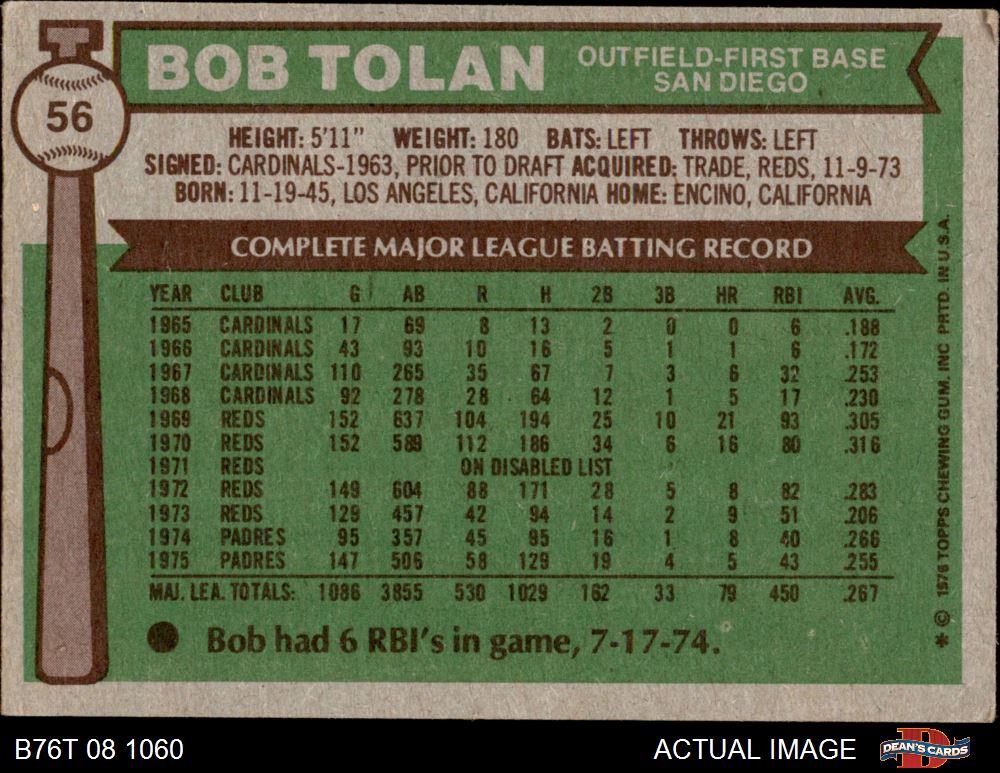 56
BOB TOLAN
OUTFIELD-FIRST BASE
SAN DIEGO
HEIGHT: 5'11" WEIGHT: 180 BATS: LEFT THROWS: LEFT
SIGNED: CARDINALS-1963, PRIOR TO DRAFT ACQUIRED: TRADE, REDS, 11-9-73
BORN: 11-19-45, LOS ANGELES, CALIFORNIA HOME: ENCINO, CALIFORNIA
COMPLETE MAJOR LEAGUE BATTING RECORD
YEAR CLUB G AB R H 2B 3B HR RBI AVG.
1965 CARDINALS 17 69 8 13 2 0 0 6 .188
1966 CARDINALS 43 93 10 16 5 1 1 6 .172
1967 CARDINALS 110 265 35 67 7 3 6 32 .253
1968 CARDINALS 92 278 28 64 12 1 5 17 .230
1969 REDS 152 637 104 194 25 10 21 93 .305
1970 REDS 152 589 112 186 34 6 16 80 .316
1971 REDS ON DISABLED LIST
1972 REDS 149 604 88 171 28 5 8 82 .283
1973 REDS 129 457 42 94 14 2 9 51 .206
1974 PADRES 95 357 45 95 16 1 8 40 .266
1975 PADRES 147 506 58 129 19 4 5 43 .255
MAJ. LEA. TOTALS: 1086 3855 530 1029 162 33 79 450 .267
Bob had 6 RBI's in game, 7-17-74.
* © 1976 TOPPS CHEWING GUM, INC PRTD. IN U.S.A.
B76T 08 1060
ACTUAL IMAGE
DEAN'S CARDS